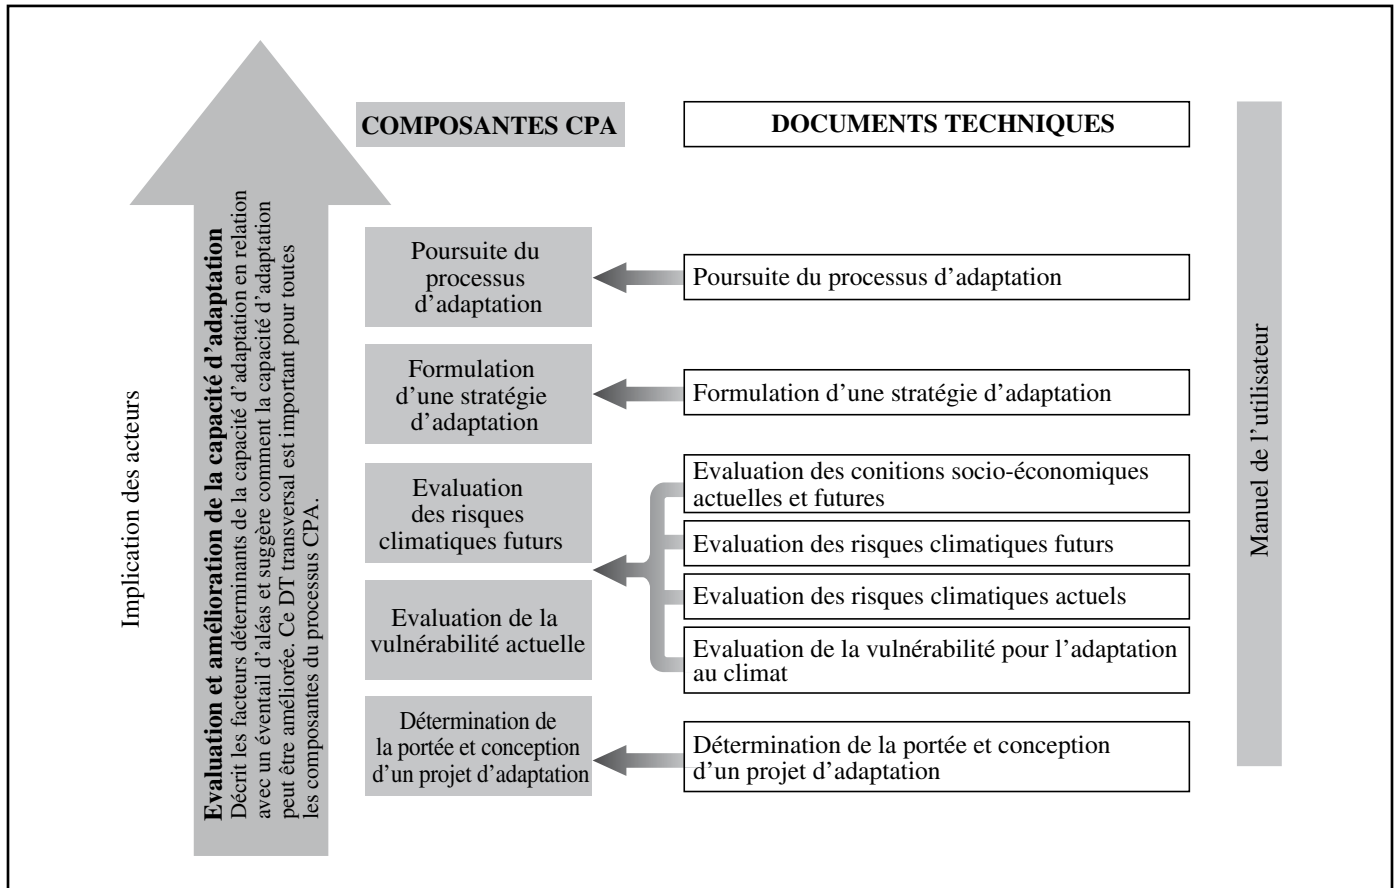 Implication des acteurs
Evaluation et amélioration de la capacité d'adaptation
Décrit les facteurs déterminants de la capacité d'adaptation en relation
avec un éventail d'aléas et suggère comment la capacité d'adaptation
peut être améliorée. Ce DT transversal est important pour toutes
les composantes du processus CPA.
COMPOSANTES CPA
DOCUMENTS TECHNIQUES
Poursuite du
processus
d'adaptation
Poursuite du processus d'adaptation
Formulation
d'une stratégie
d'adaptation
Formulation d'une stratégie d'adaptation
Evaluation
des risques
climatiques futurs
Evaluation de la
vulnérabilité actuelle
Evaluation des conitions socio-économiques
actuelles et futures
Evaluation des risques climatiques futurs
Evaluation des risques climatiques actuels
Evaluation de la vulnérabilité pour l'adaptation
au climat
Détermination de
la portée et conception
d'un projet d'adaptation
Détermination de la portée et conception
d'un projet d'adaptation
Manuel de l'utilisateur